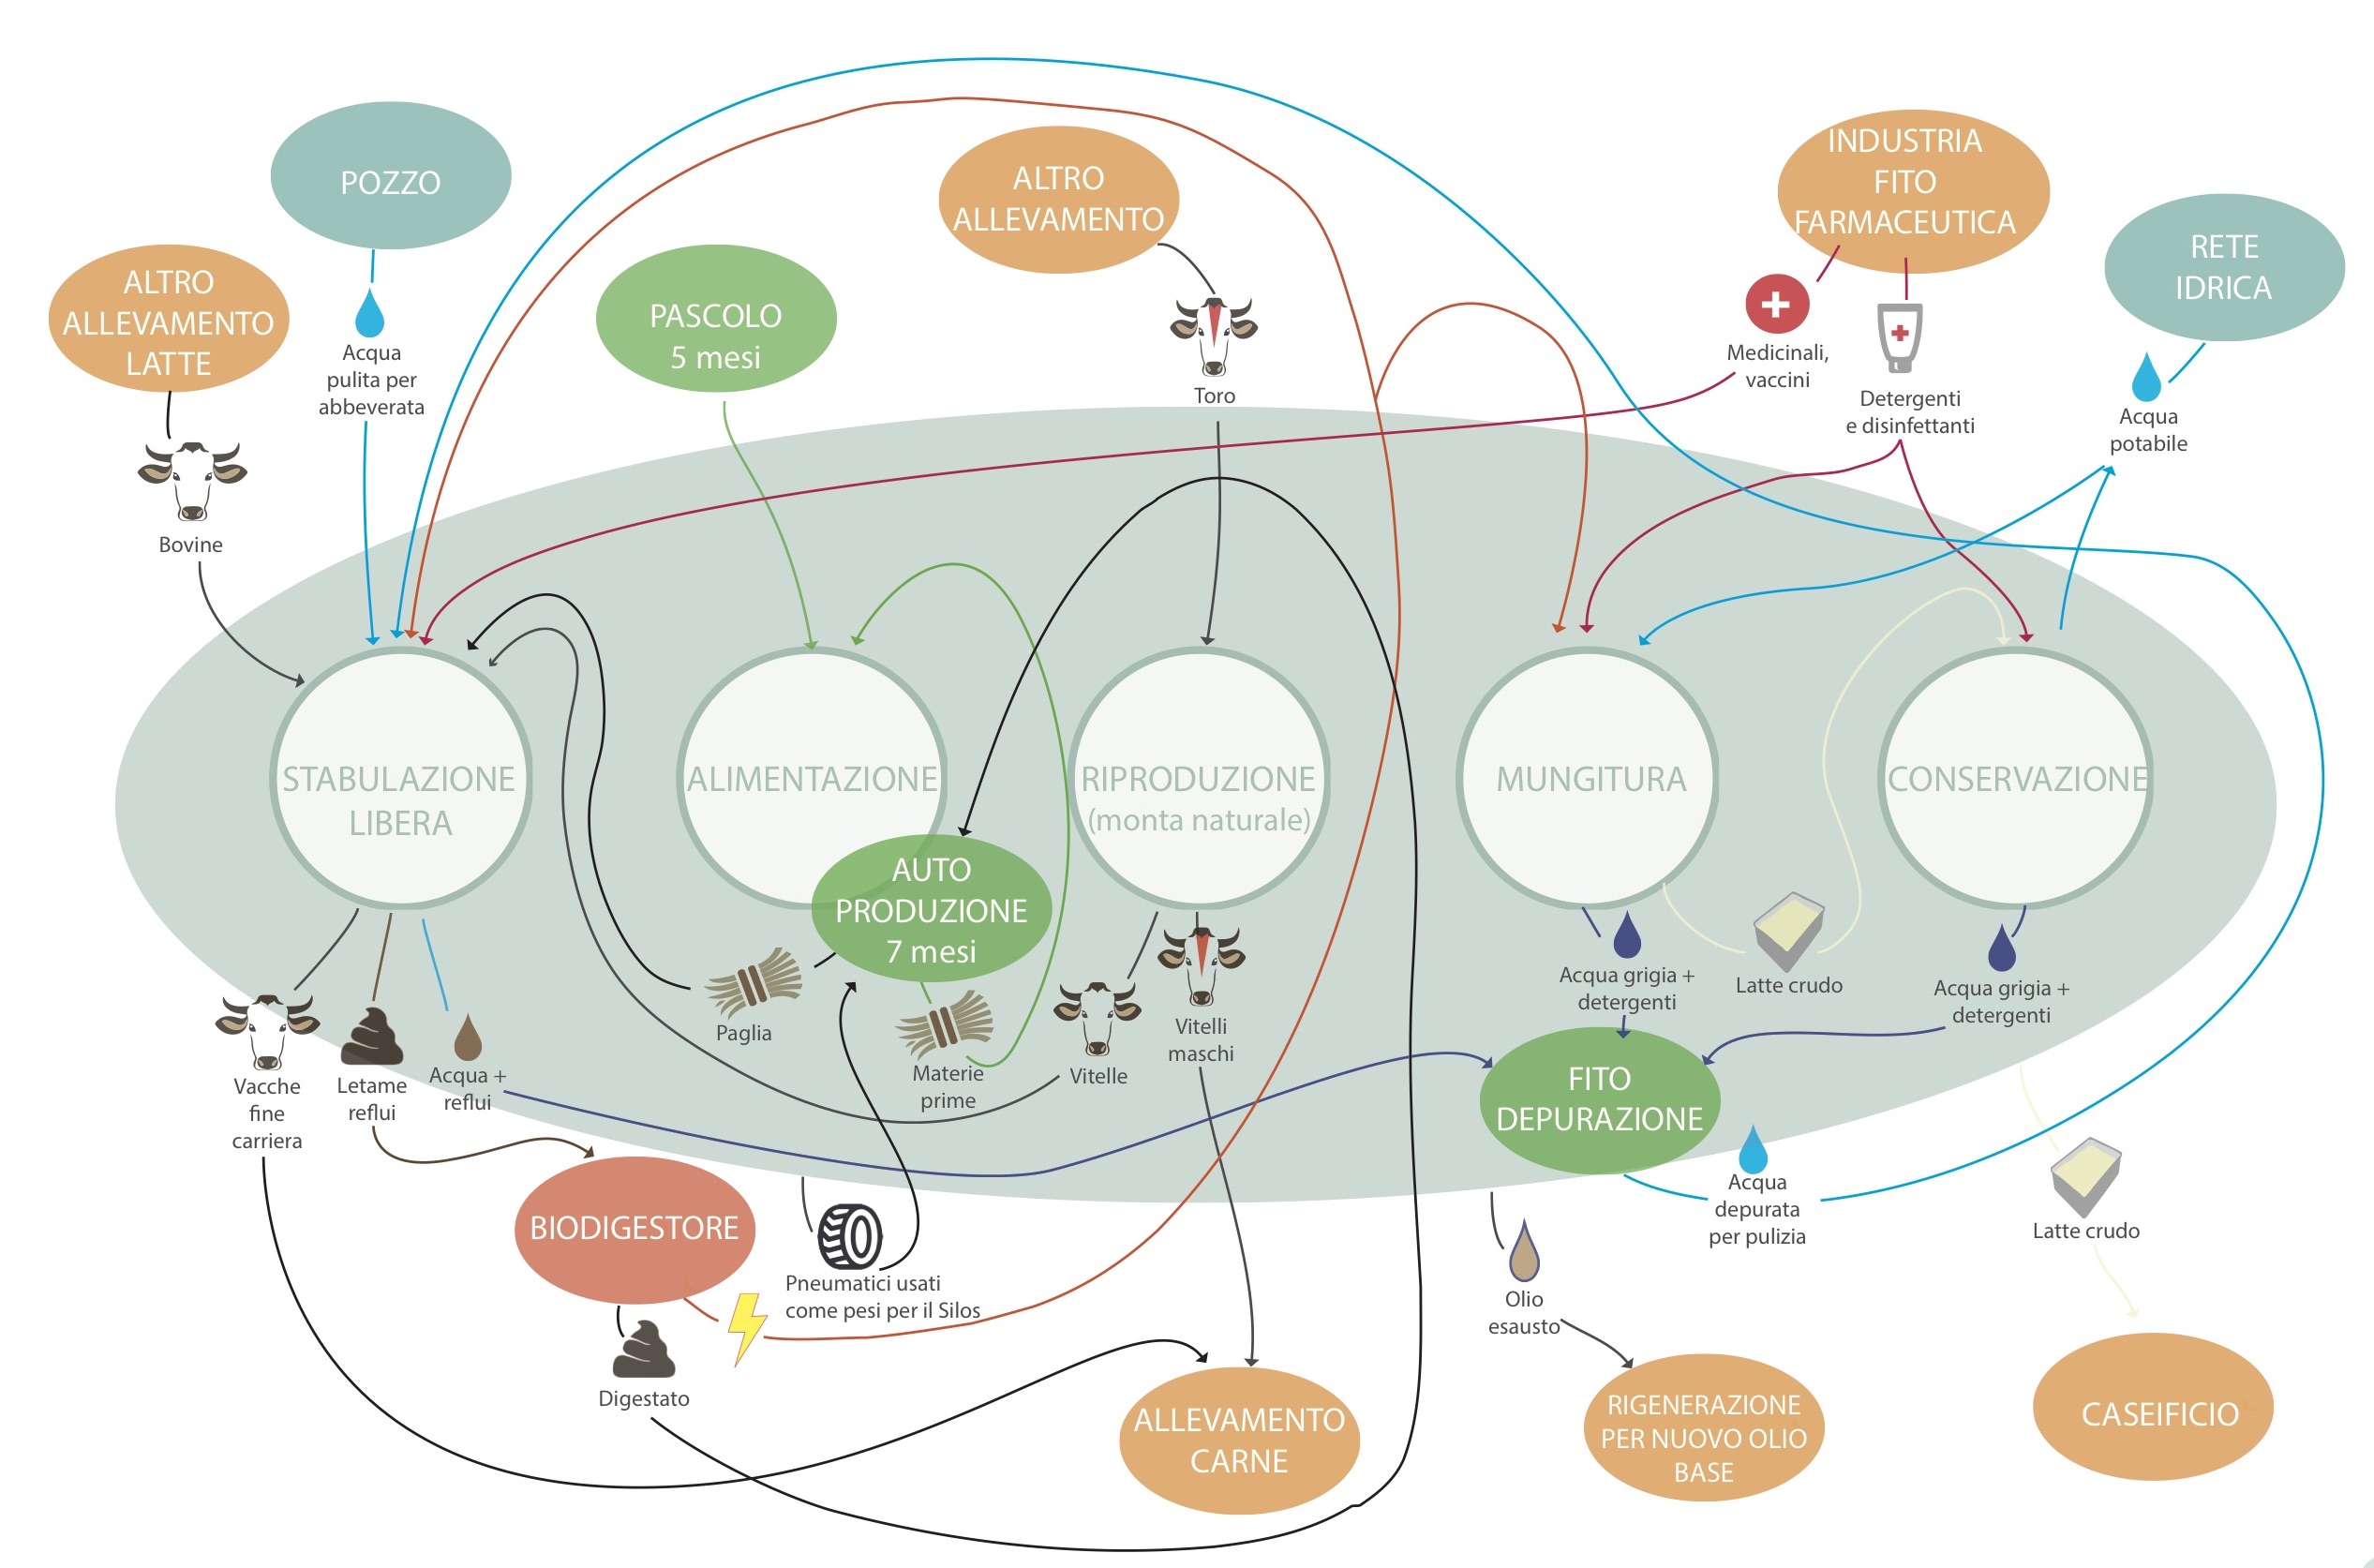 POZZO
ALTRO
ALLEVAMENTO
LATTE
Acqua
pulita per
abbeverata
Bovine
PASCOLO
5 mesi
ALTRO
ALLEVAMENTO
Toro
INDUSTRIA
FITO
FARMACEUTICA
Medicinali,
vaccini
Detergenti
e disinfettanti
RETE
IDRICA
Acqua
potabile
STABULAZIONE
LIBERA
ALIMENTAZIONE
RIPRODUZIONE
(monta naturale)
MUNGITURA
CONSERVAZIONE
AUTO
PRODUZIONE
7 mesi
Paglia
Materie
prime
Vitelle
Vitelli
maschi
Acqua grigia +
detergenti
Latte crudo
Acqua grigia +
detergenti
Vacche
fine
carriera
Letame
reflui
Acqua +
reflui
FITO
DEPURAZIONE
BIODIGESTORE
Pneumatici usati
come pesi per il Silos
Digestato
Acqua
depurata
per pulizia
Latte crudo
Olio
esausto
ALLEVAMENTO
CARNE
RIGENERAZIONE
PER NUOVO OLIO
BASE
CASEIFICIO